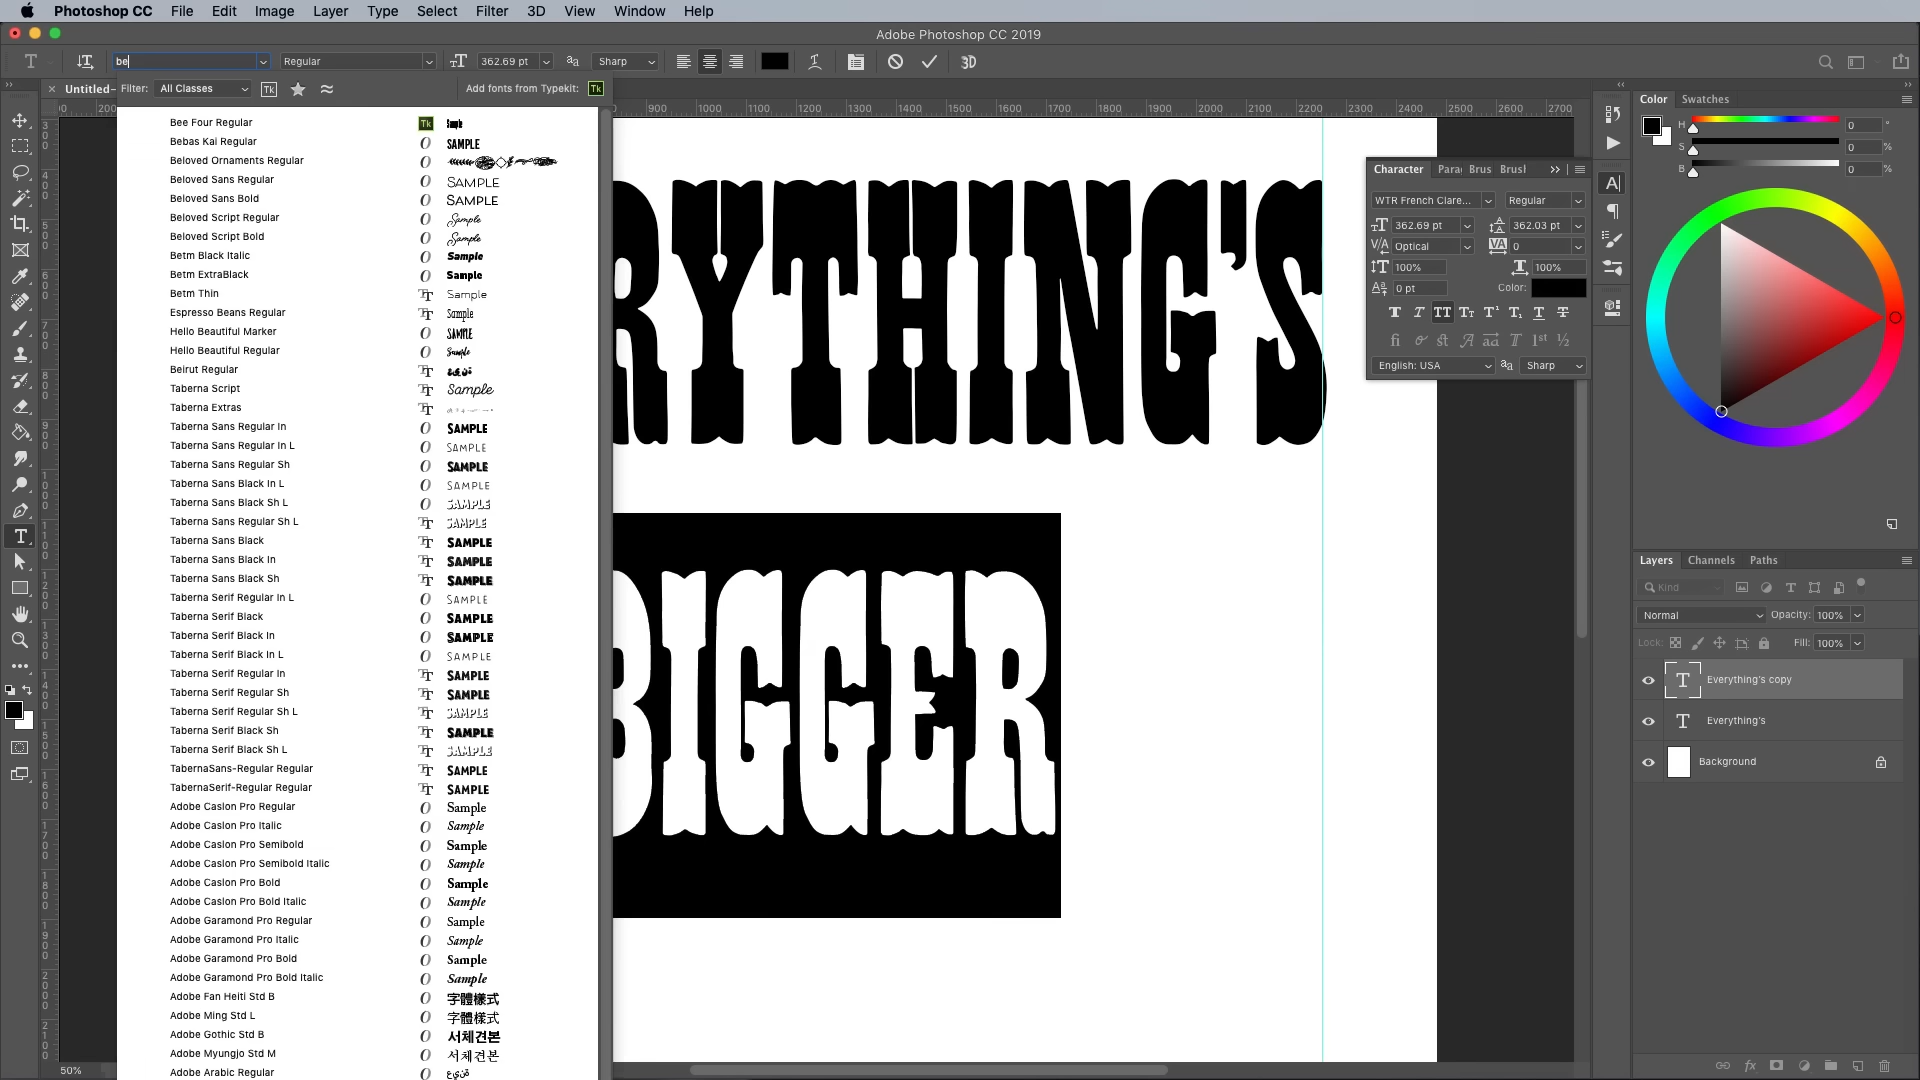 Photoshop CC File Edit Image Layer Type Select Filter 3D View Window Help
Adobe Photoshop CC 2019
be Regular 362.69 pt Sharp 3D
Filter: All Classes Add fonts from Typekit: Tk
Untitled-
200 900 1000 1100 1200 1300 1400 1500 1600 1700 1800 1900 2000 2100 2200 2300 2400 2500 2600 2700
Bee Four Regular Tk Sample
Bebas Kai Regular SAMPLE
Beloved Ornaments Regular
Beloved Sans Regular SAMPLE
Beloved Sans Bold SAMPLE
Beloved Script Regular Sample
Beloved Script Bold Sample
Betm Black Italic Sample
Betm ExtraBlack Sample
Betm Thin Sample
Espresso Beans Regular Sample
Hello Beautiful Marker SAMPLE
Hello Beautiful Regular Sample
Beirut Regular
Taberna Script Sample
Taberna Extras
Taberna Sans Regular In SAMPLE
Taberna Sans Regular In L SAMPLE
Taberna Sans Regular Sh SAMPLE
Taberna Sans Black In L SAMPLE
Taberna Sans Black Sh L SAMPLE
Taberna Sans Regular Sh L SAMPLE
Taberna Sans Black SAMPLE
Taberna Sans Black In SAMPLE
Taberna Sans Black Sh SAMPLE
Taberna Serif Regular In L SAMPLE
Taberna Serif Black SAMPLE
Taberna Serif Black In SAMPLE
Taberna Serif Black In L SAMPLE
Taberna Serif Regular In SAMPLE
Taberna Serif Regular Sh SAMPLE
Taberna Serif Regular Sh L SAMPLE
Taberna Serif Black Sh SAMPLE
Taberna Serif Black Sh L SAMPLE
TabernaSans-Regular Regular SAMPLE
TabernaSerif-Regular Regular SAMPLE
Adobe Caslon Pro Regular Sample
Adobe Caslon Pro Italic Sample
Adobe Caslon Pro Semibold Sample
Adobe Caslon Pro Semibold Italic Sample
Adobe Caslon Pro Bold Sample
Adobe Caslon Pro Bold Italic Sample
Adobe Garamond Pro Regular Sample
Adobe Garamond Pro Italic Sample
Adobe Garamond Pro Bold Sample
Adobe Garamond Pro Bold Italic Sample
Adobe Fan Heiti Std B 字體樣式
Adobe Ming Std L 字體樣式
Adobe Gothic Std B 서체견본
Adobe Myungjo Std M 서체견본
Adobe Arabic Regular
50%
RYTHING'S
BIGGER
Character Para Brus Brusl
WTR French Clare... Regular
362.69 pt 362.03 pt
Optical 0
100% 100%
0 pt Color:
English: USA Sharp
Color Swatches
H 0 °
S 0 %
B 0 %
Layers Channels Paths
Kind
Normal Opacity: 100%
Lock: Fill: 100%
Everything's copy
Everything's
Background